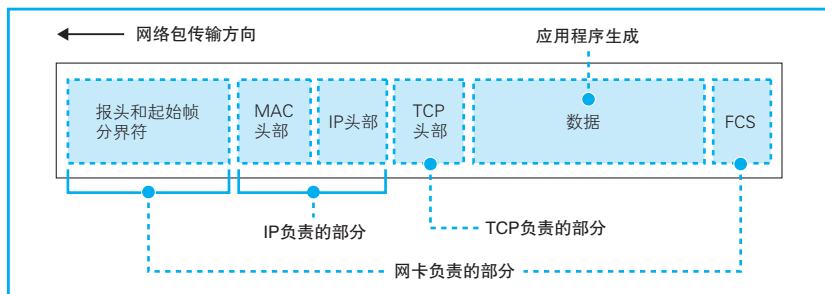 网络包传输方向
应用程序生成
报头和起始帧
分界符
MAC
头部
IP头部
TCP
头部
数据
FCS
IP负责的部分
TCP负责的部分
网卡负责的部分